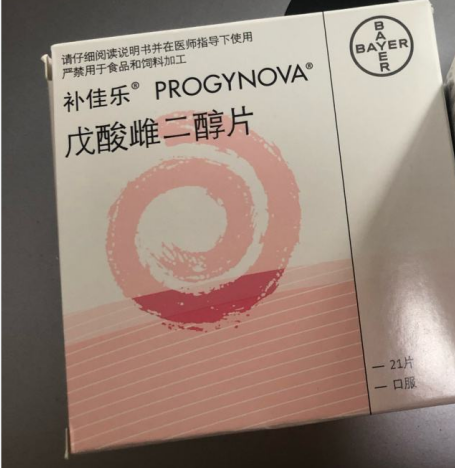 请仔细阅读说明书并在医师指导下使用
严禁用于食品和饲料加工
补佳乐® PROGYNOVA®
戊酸雌二醇片
BAYER
BAYER
— 21片
— 口服